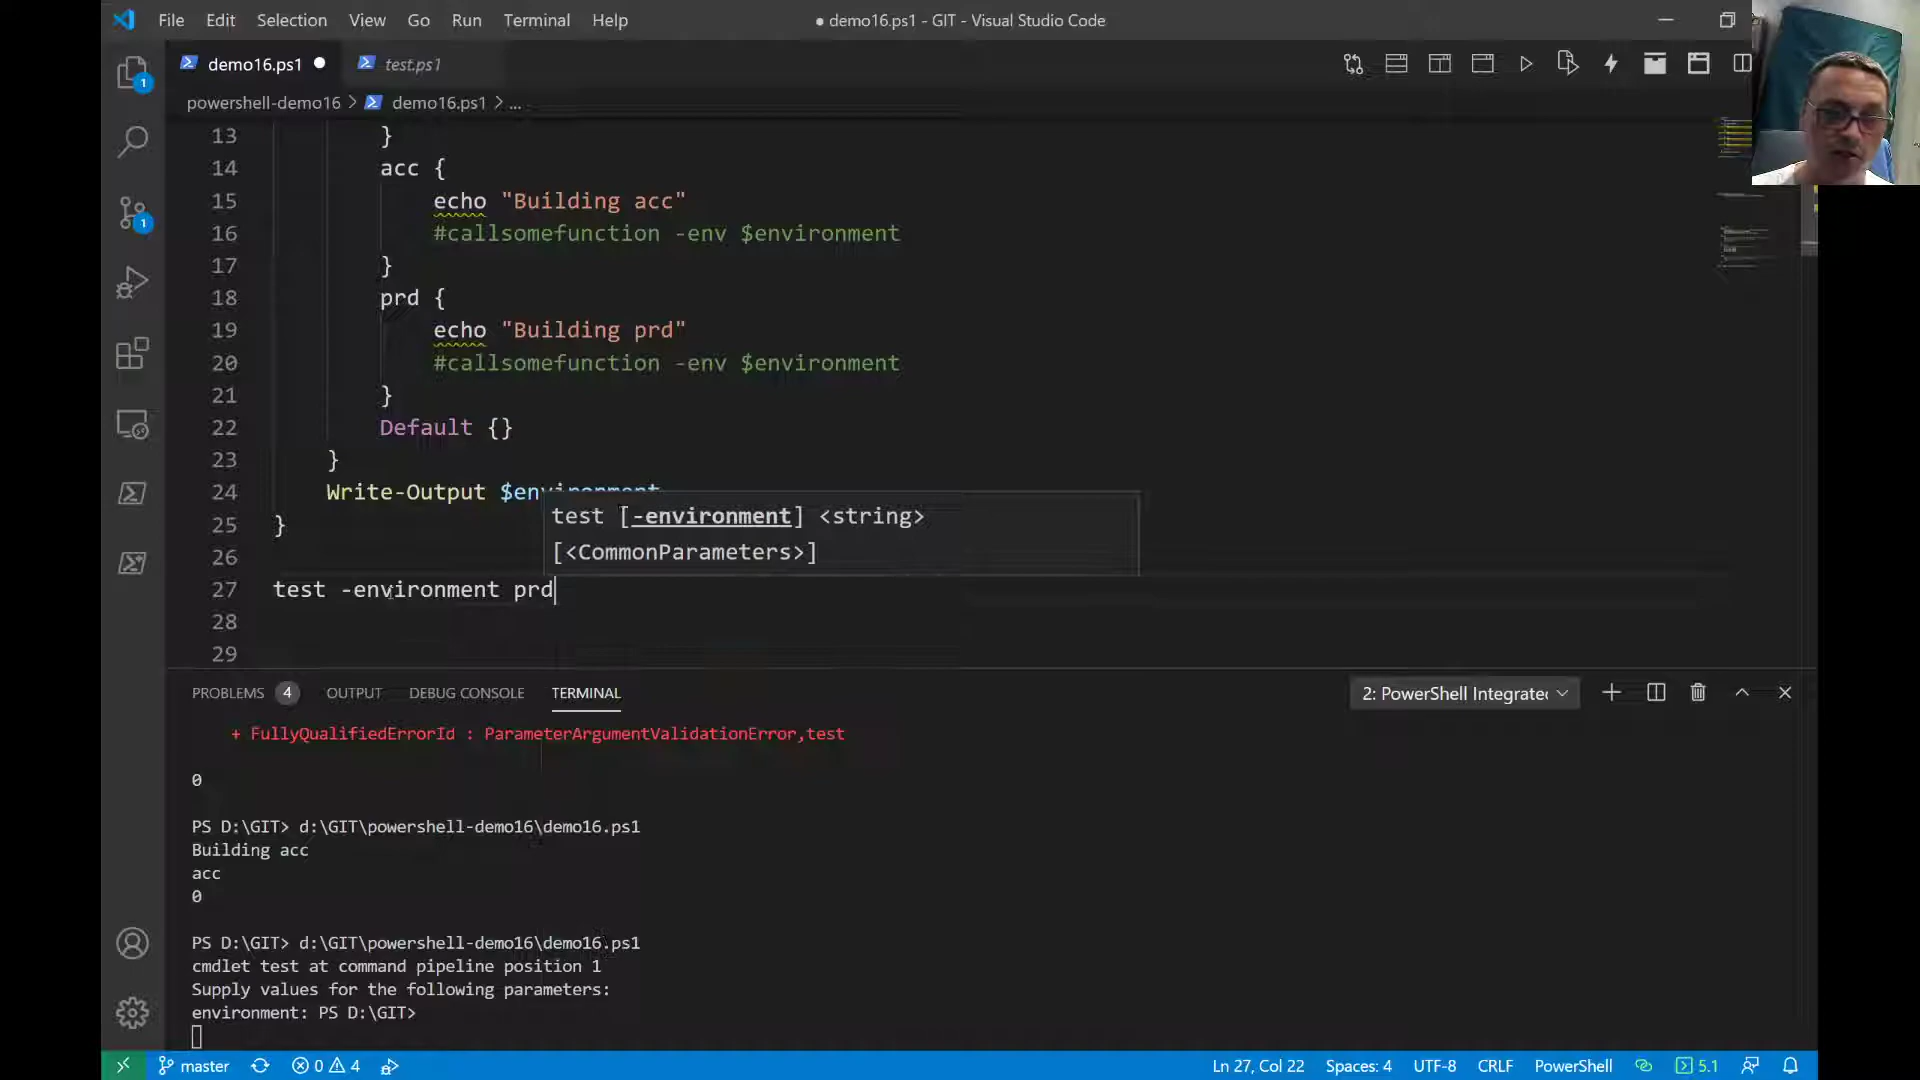 File Edit Selection View Go Run Terminal Help
● demo16.ps1 - GIT - Visual Studio Code
demo16.ps1 ●
test.ps1
powershell-demo16 > demo16.ps1 > ...
1
1
13 }
14 acc {
15 echo "Building acc"
16 #callsomefunction -env $environment
17 }
18 prd {
19 echo "Building prd"
20 #callsomefunction -env $environment
21 }
22 Default {}
23 }
24 Write-Output $environment
test [-environment] <string>
25 }
[<CommonParameters>]
26
27 test -environment prd
28
29
PROBLEMS 4 OUTPUT DEBUG CONSOLE TERMINAL
2: PowerShell Integrated
+ FullyQualifiedErrorId : ParameterArgumentValidationError,test
0
PS D:\GIT> d:\GIT\powershell-demo16\demo16.ps1
Building acc
acc
0
PS D:\GIT> d:\GIT\powershell-demo16\demo16.ps1
cmdlet test at command pipeline position 1
Supply values for the following parameters:
environment: PS D:\GIT>
master 0 4
Ln 27, Col 22 Spaces: 4 UTF-8 CRLF PowerShell 5.1